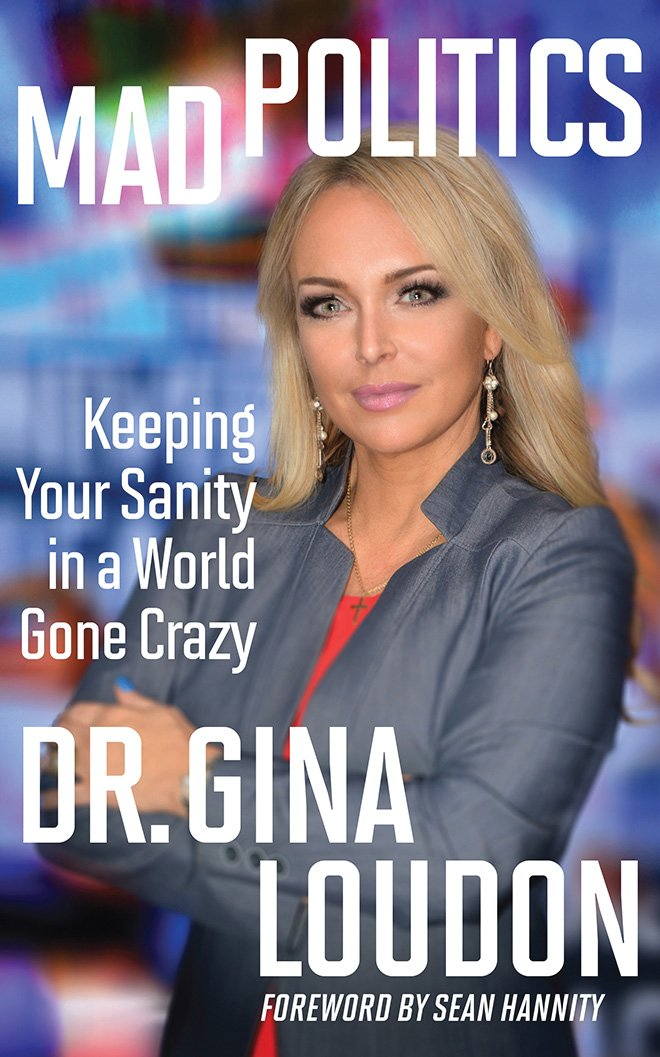 MAD POLITICS
Keeping
Your Sanity
in a World
Gone Crazy
DR. GINA
LOUDON
FOREWORD BY SEAN HANNITY